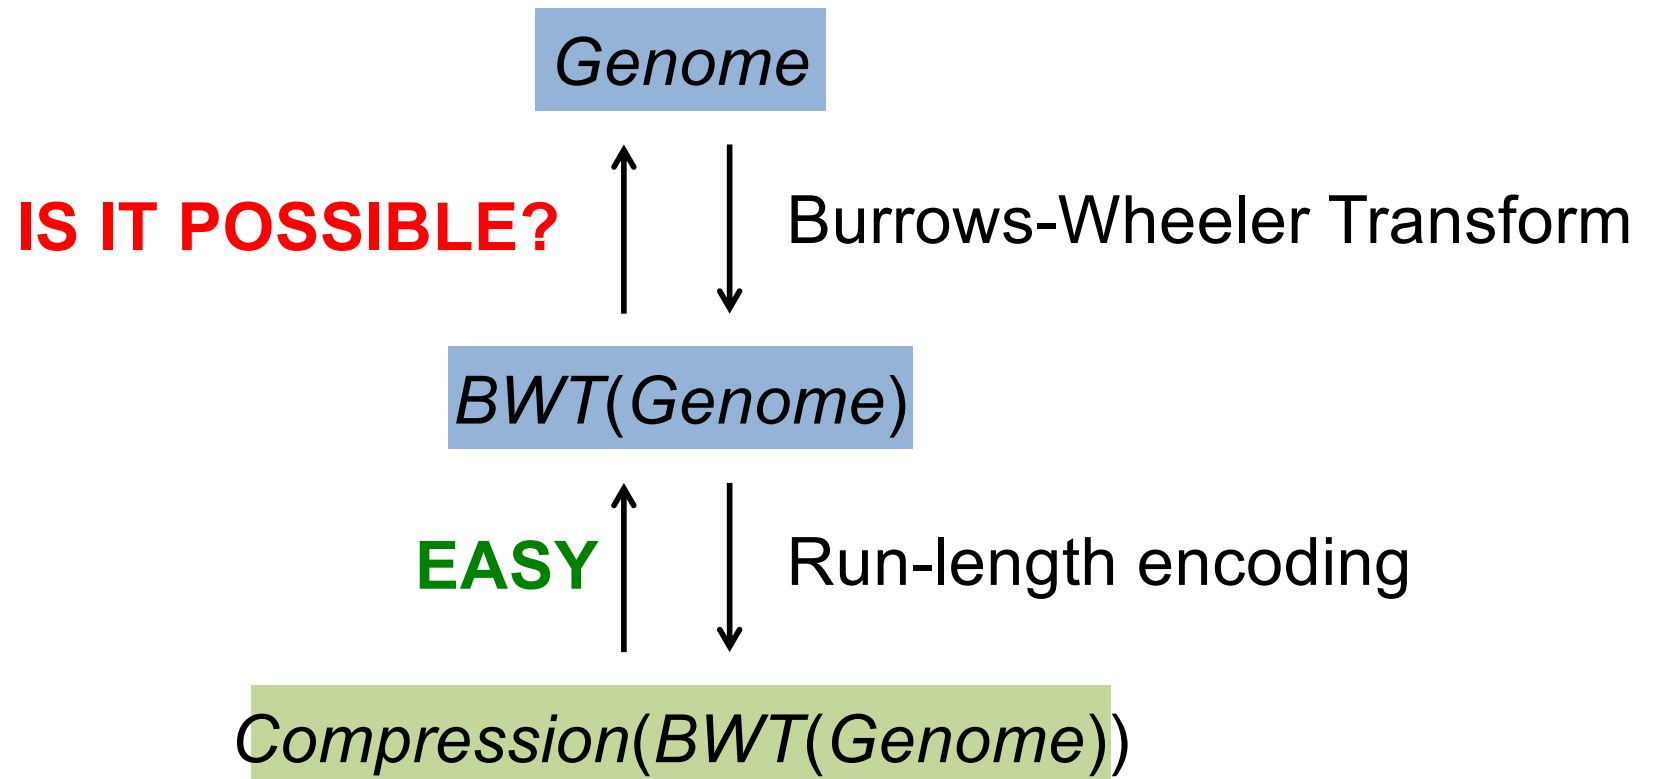 Genome
IS IT POSSIBLE?
Burrows-Wheeler Transform
BWT(Genome)
EASY
Run-length encoding
Compression(BWT(Genome))